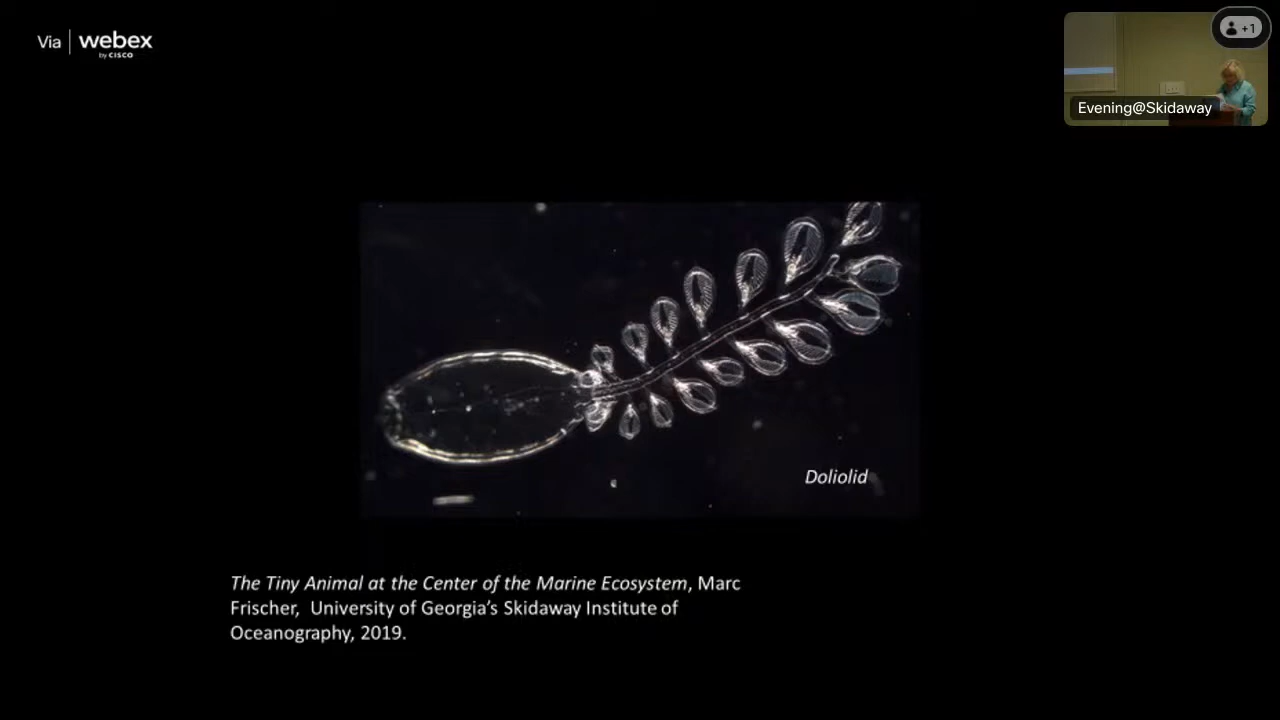 Via webex
by CISCO
+1
Evening@Skidaway
Doliolid
The Tiny Animal at the Center of the Marine Ecosystem, Marc
Frischer, University of Georgia's Skidaway Institute of
Oceanography, 2019.